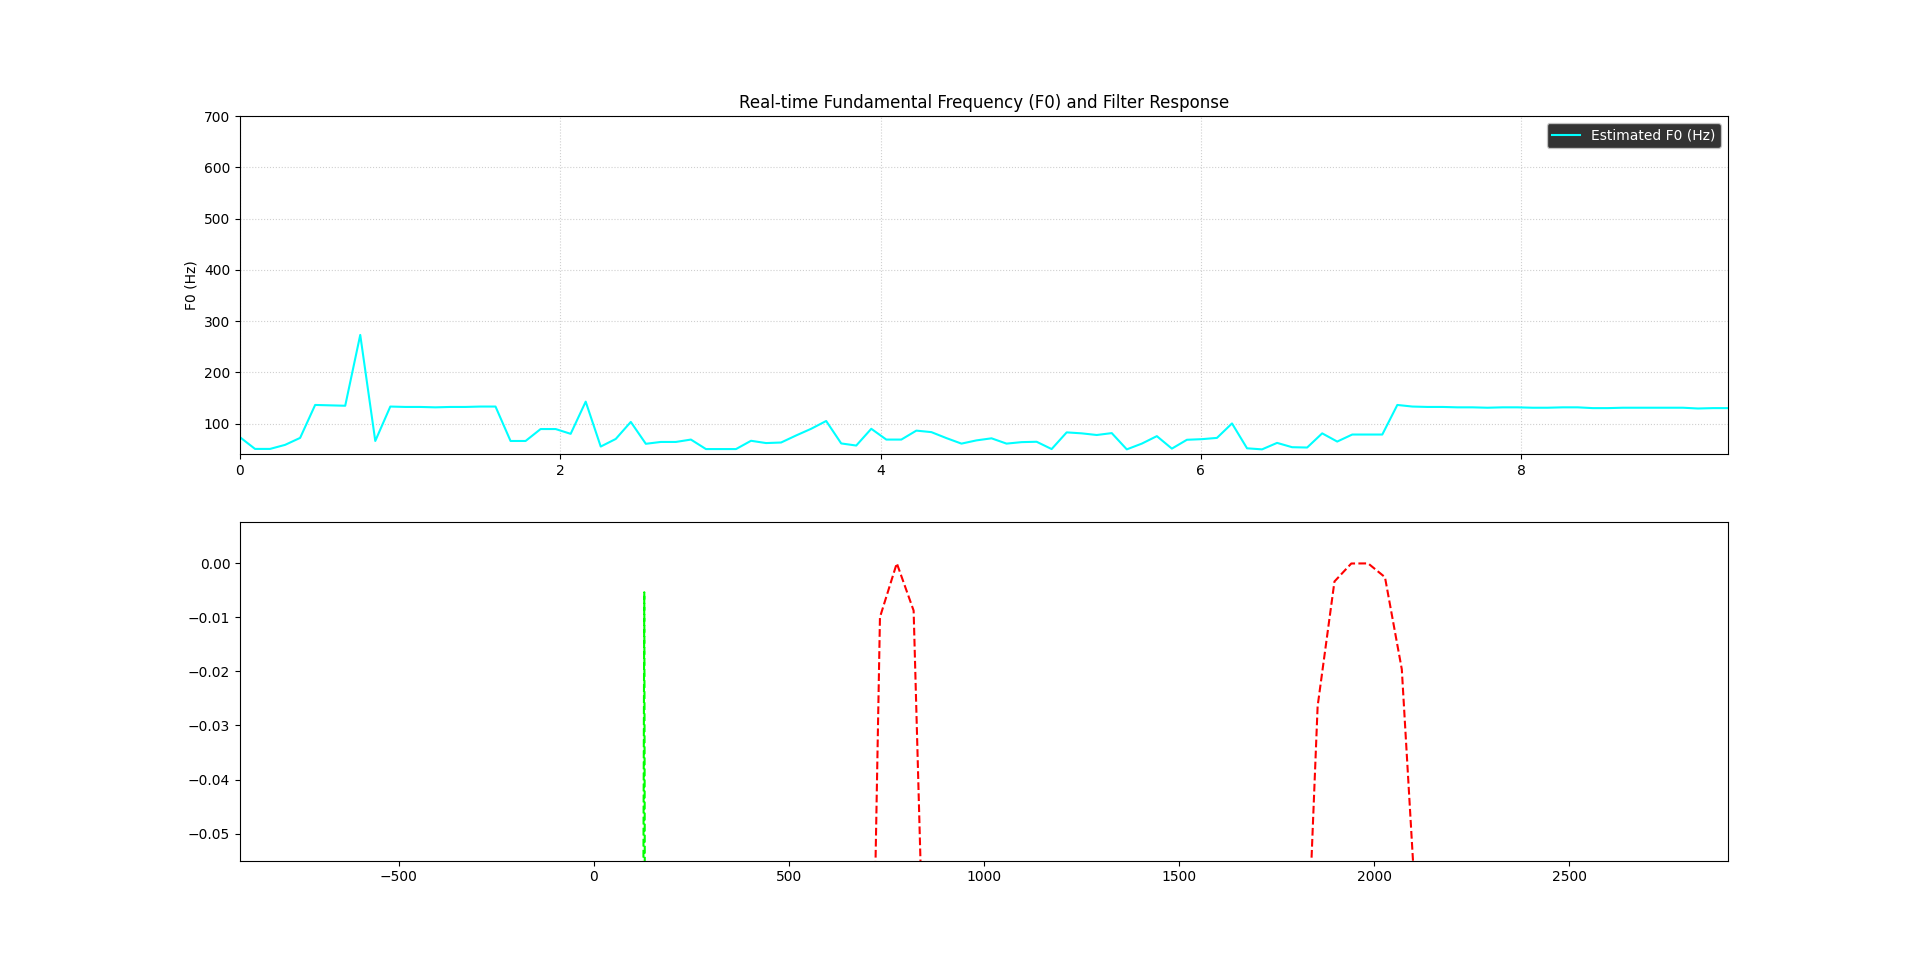 Real-time Fundamental Frequency (F0) and Filter Response
700
600
500
400
300
200
100
F0 (Hz)
Estimated F0 (Hz)
0 2 4 6 8
0.00
−0.01
−0.02
−0.03
−0.04
−0.05
−500 0 500 1000 1500 2000 2500